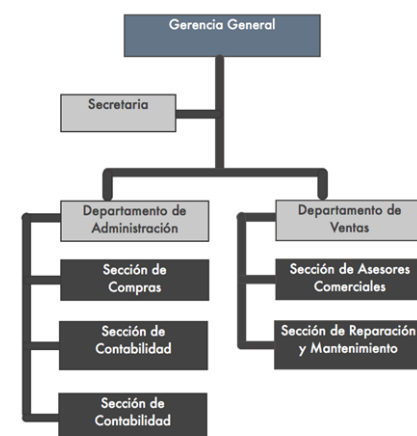 Gerencia General
Secretaria
Departamento de
Administración
Departamento de
Ventas
Sección de
Compras
Sección de Asesores
Comerciales
Sección de
Contabilidad
Sección de Reparación
y Mantenimiento
Sección de
Contabilidad